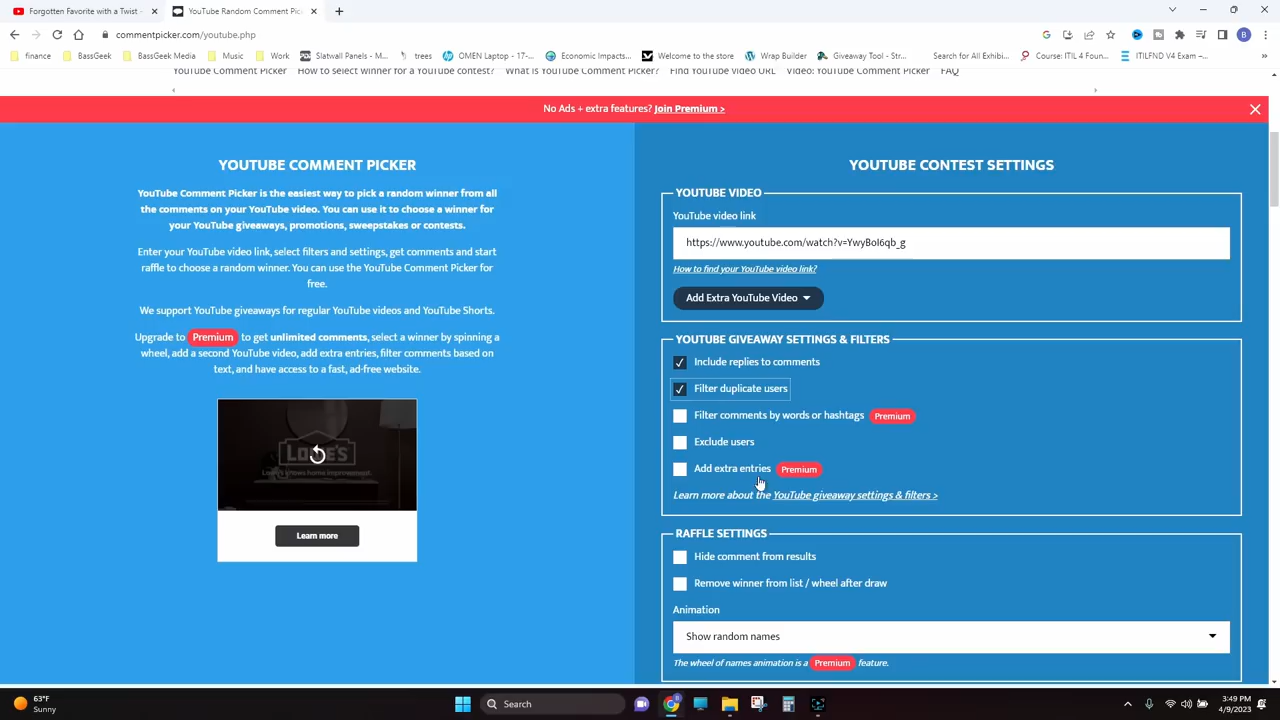 Forgotten Favorite with a Twist -
YouTube Random Comment Pic
commentpicker.com/youtube.php
B
finance
BassGeek
BassGeek Media
Music
Work
Slatwall Panels - M...
trees
OMEN Laptop - 17-...
Economic Impacts...
Welcome to the store
Wrap Builder
Giveaway Tool - Str...
Search for All Exhibi...
Course: ITIL 4 Foun...
ITILFND V4 Exam –...
»
YouTube Comment Picker
How to select winner for a YouTube contest?
What is YouTube Comment Picker?
Find YouTube video URL
Video: YouTube Comment Picker
FAQ
No Ads + extra features? Join Premium >
YOUTUBE COMMENT PICKER
YouTube Comment Picker is the easiest way to pick a random winner from all
the comments on your YouTube video. You can use it to choose a winner for
your YouTube giveaways, promotions, sweepstakes or contests.
Enter your YouTube video link, select filters and settings, get comments and start
raffle to choose a random winner. You can use the YouTube Comment Picker for
free.
We support YouTube giveaways for regular YouTube videos and YouTube Shorts.
Upgrade to Premium to get unlimited comments, select a winner by spinning a
wheel, add a second YouTube video, add extra entries, filter comments based on
text, and have access to a fast, ad-free website.
LOWE'S
Lowe's knows home improvement.
Learn more
YOUTUBE CONTEST SETTINGS
YOUTUBE VIDEO
YouTube video link
https://www.youtube.com/watch?v=YwyBoI6qb_g
How to find your YouTube video link?
Add Extra YouTube Video
YOUTUBE GIVEAWAY SETTINGS & FILTERS
Include replies to comments
Filter duplicate users
Filter comments by words or hashtags Premium
Exclude users
Add extra entries Premium
Learn more about the YouTube giveaway settings & filters >
RAFFLE SETTINGS
Hide comment from results
Remove winner from list / wheel after draw
Animation
Show random names
The wheel of names animation is a Premium feature.
63°F
Sunny
Search
3:49 PM
4/9/2023